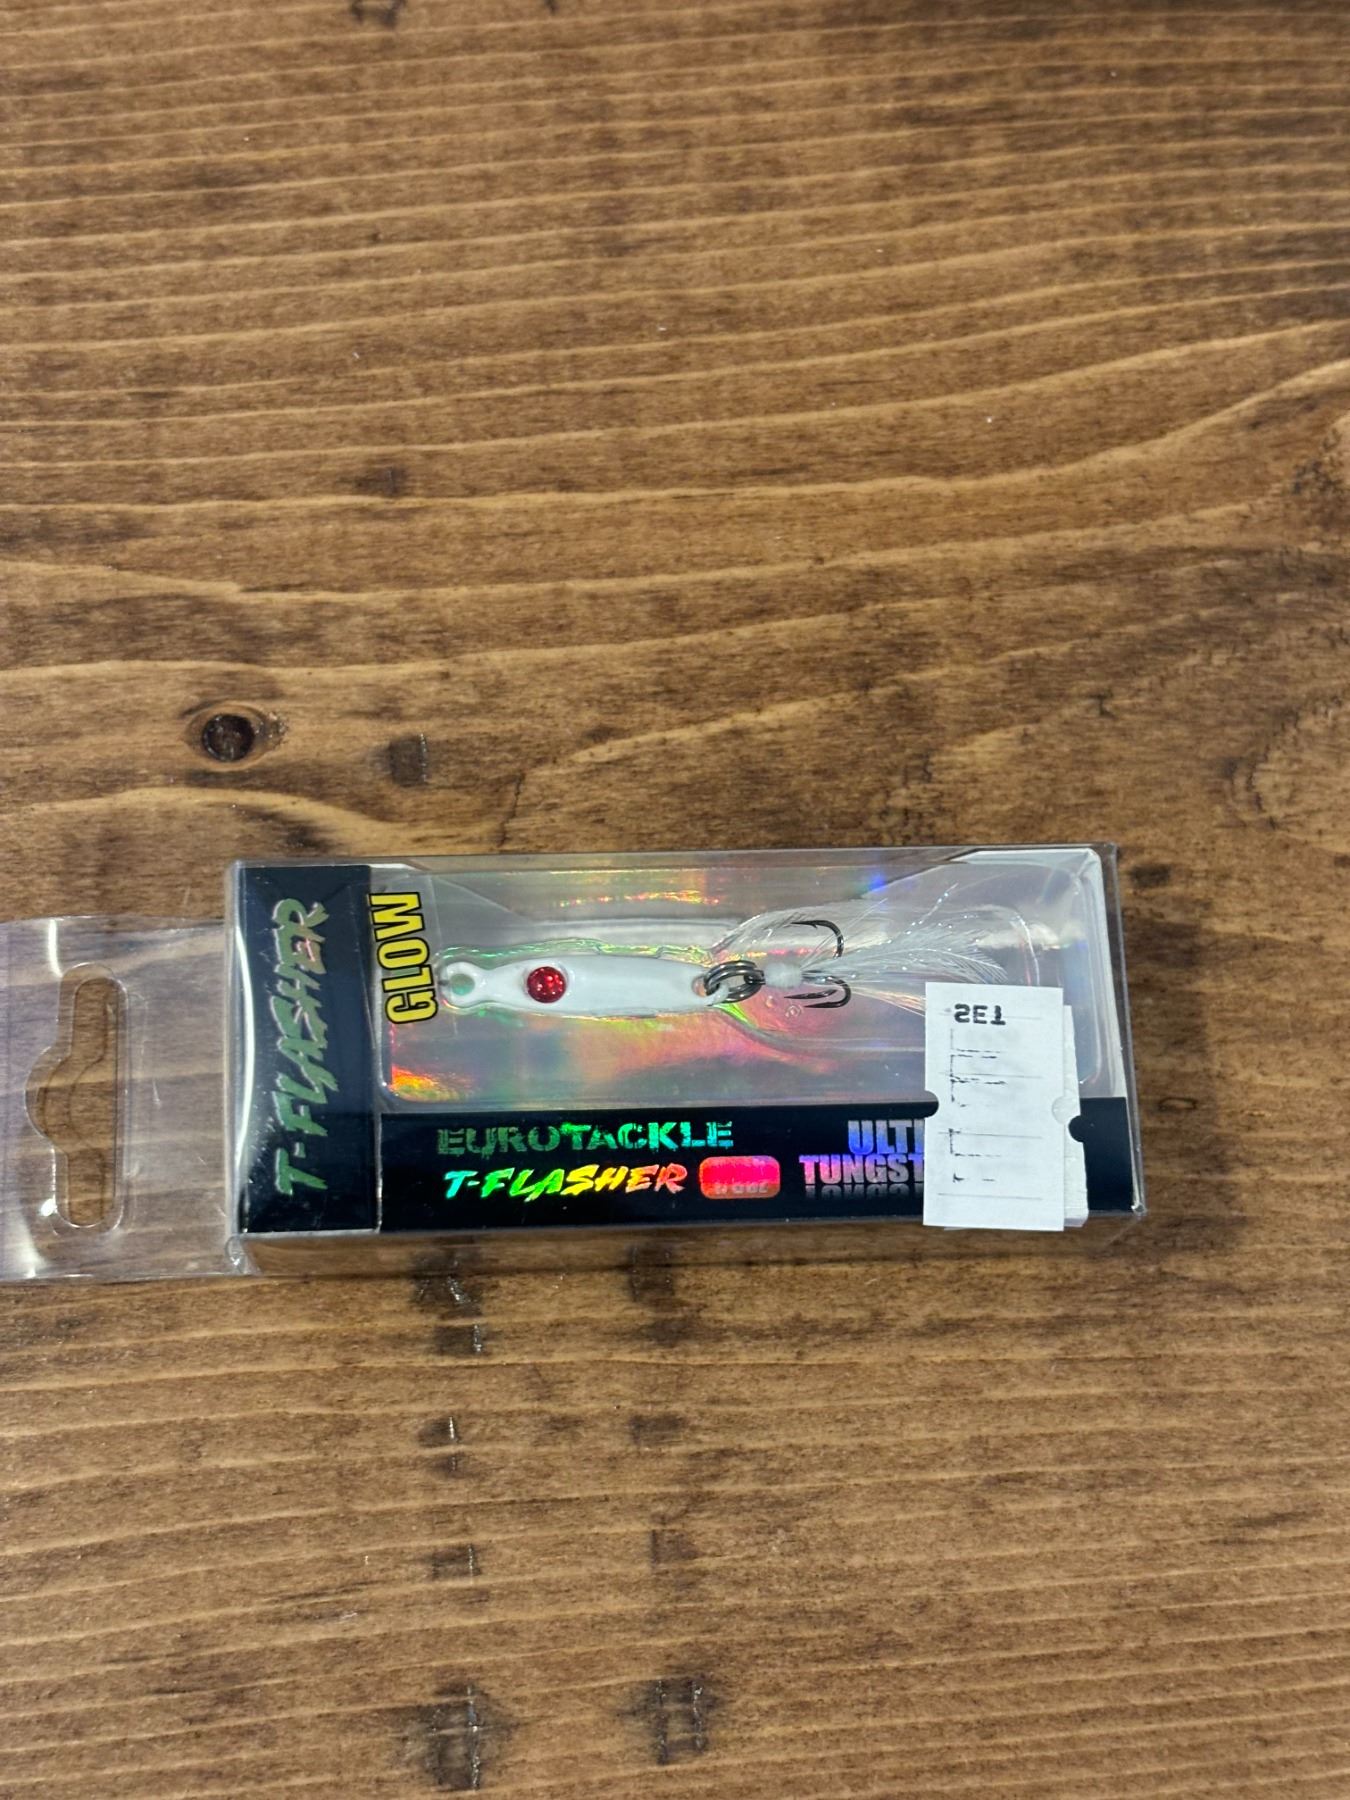 T-FLASHER
GLOW
EUROTACKLE
T-FLASHER
ULTI
TUNGST
SET